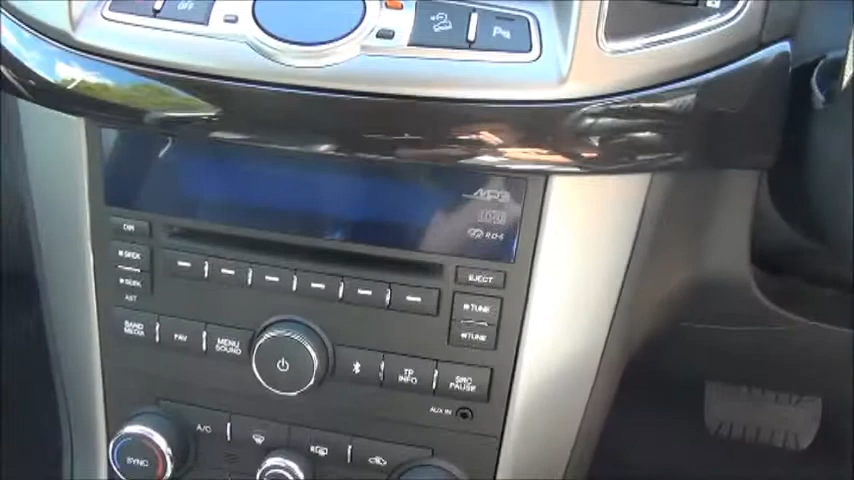 OFF
P
MP3
RDS
DIR
SEEK
SEEK
AST
EJECT
TUNE
TUNE
BAND
MEDIA
FAV
MENU
SOUND
TP
INFO
SRC
PAUSE
AUX IN
A/C
SYNC